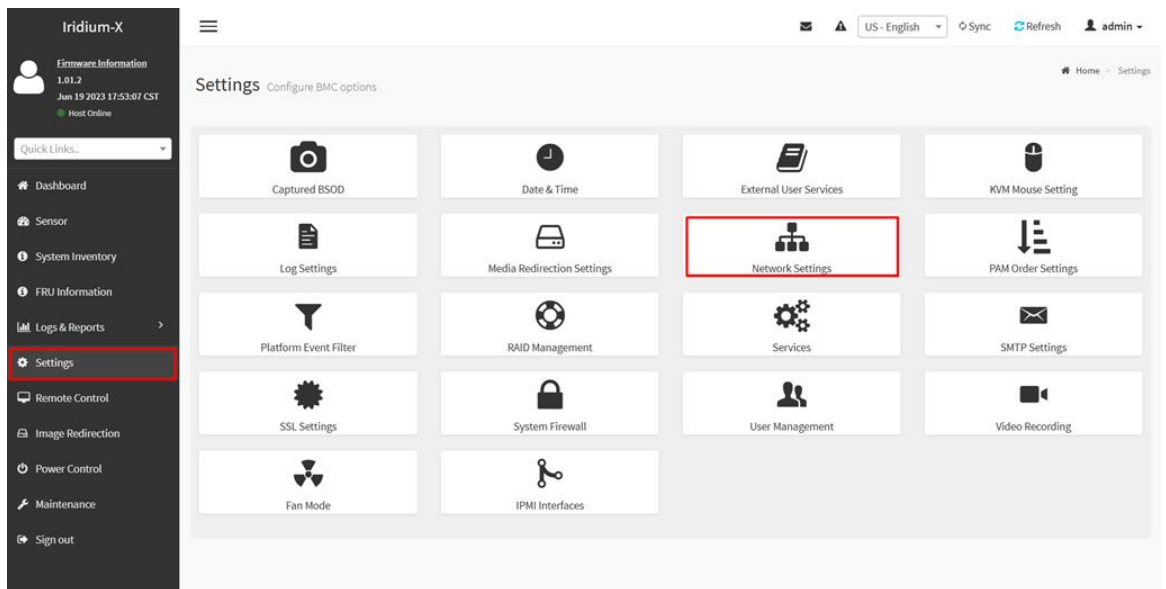 Iridium-X
US - English
Sync
Refresh
admin
Firmware Information
1.01.2
Jun 19 2023 17:53:07 CST
Host Online
Settings Configure BMC options
Home > Settings
Quick Links..
Dashboard
Sensor
System Inventory
FRU Information
Logs & Reports
Settings
Remote Control
Image Redirection
Power Control
Maintenance
Sign out
Captured BSOD
Date & Time
External User Services
KVM Mouse Setting
Log Settings
Media Redirection Settings
Network Settings
PAM Order Settings
Platform Event Filter
RAID Management
Services
SMTP Settings
SSL Settings
System Firewall
User Management
Video Recording
Fan Mode
IPMI Interfaces